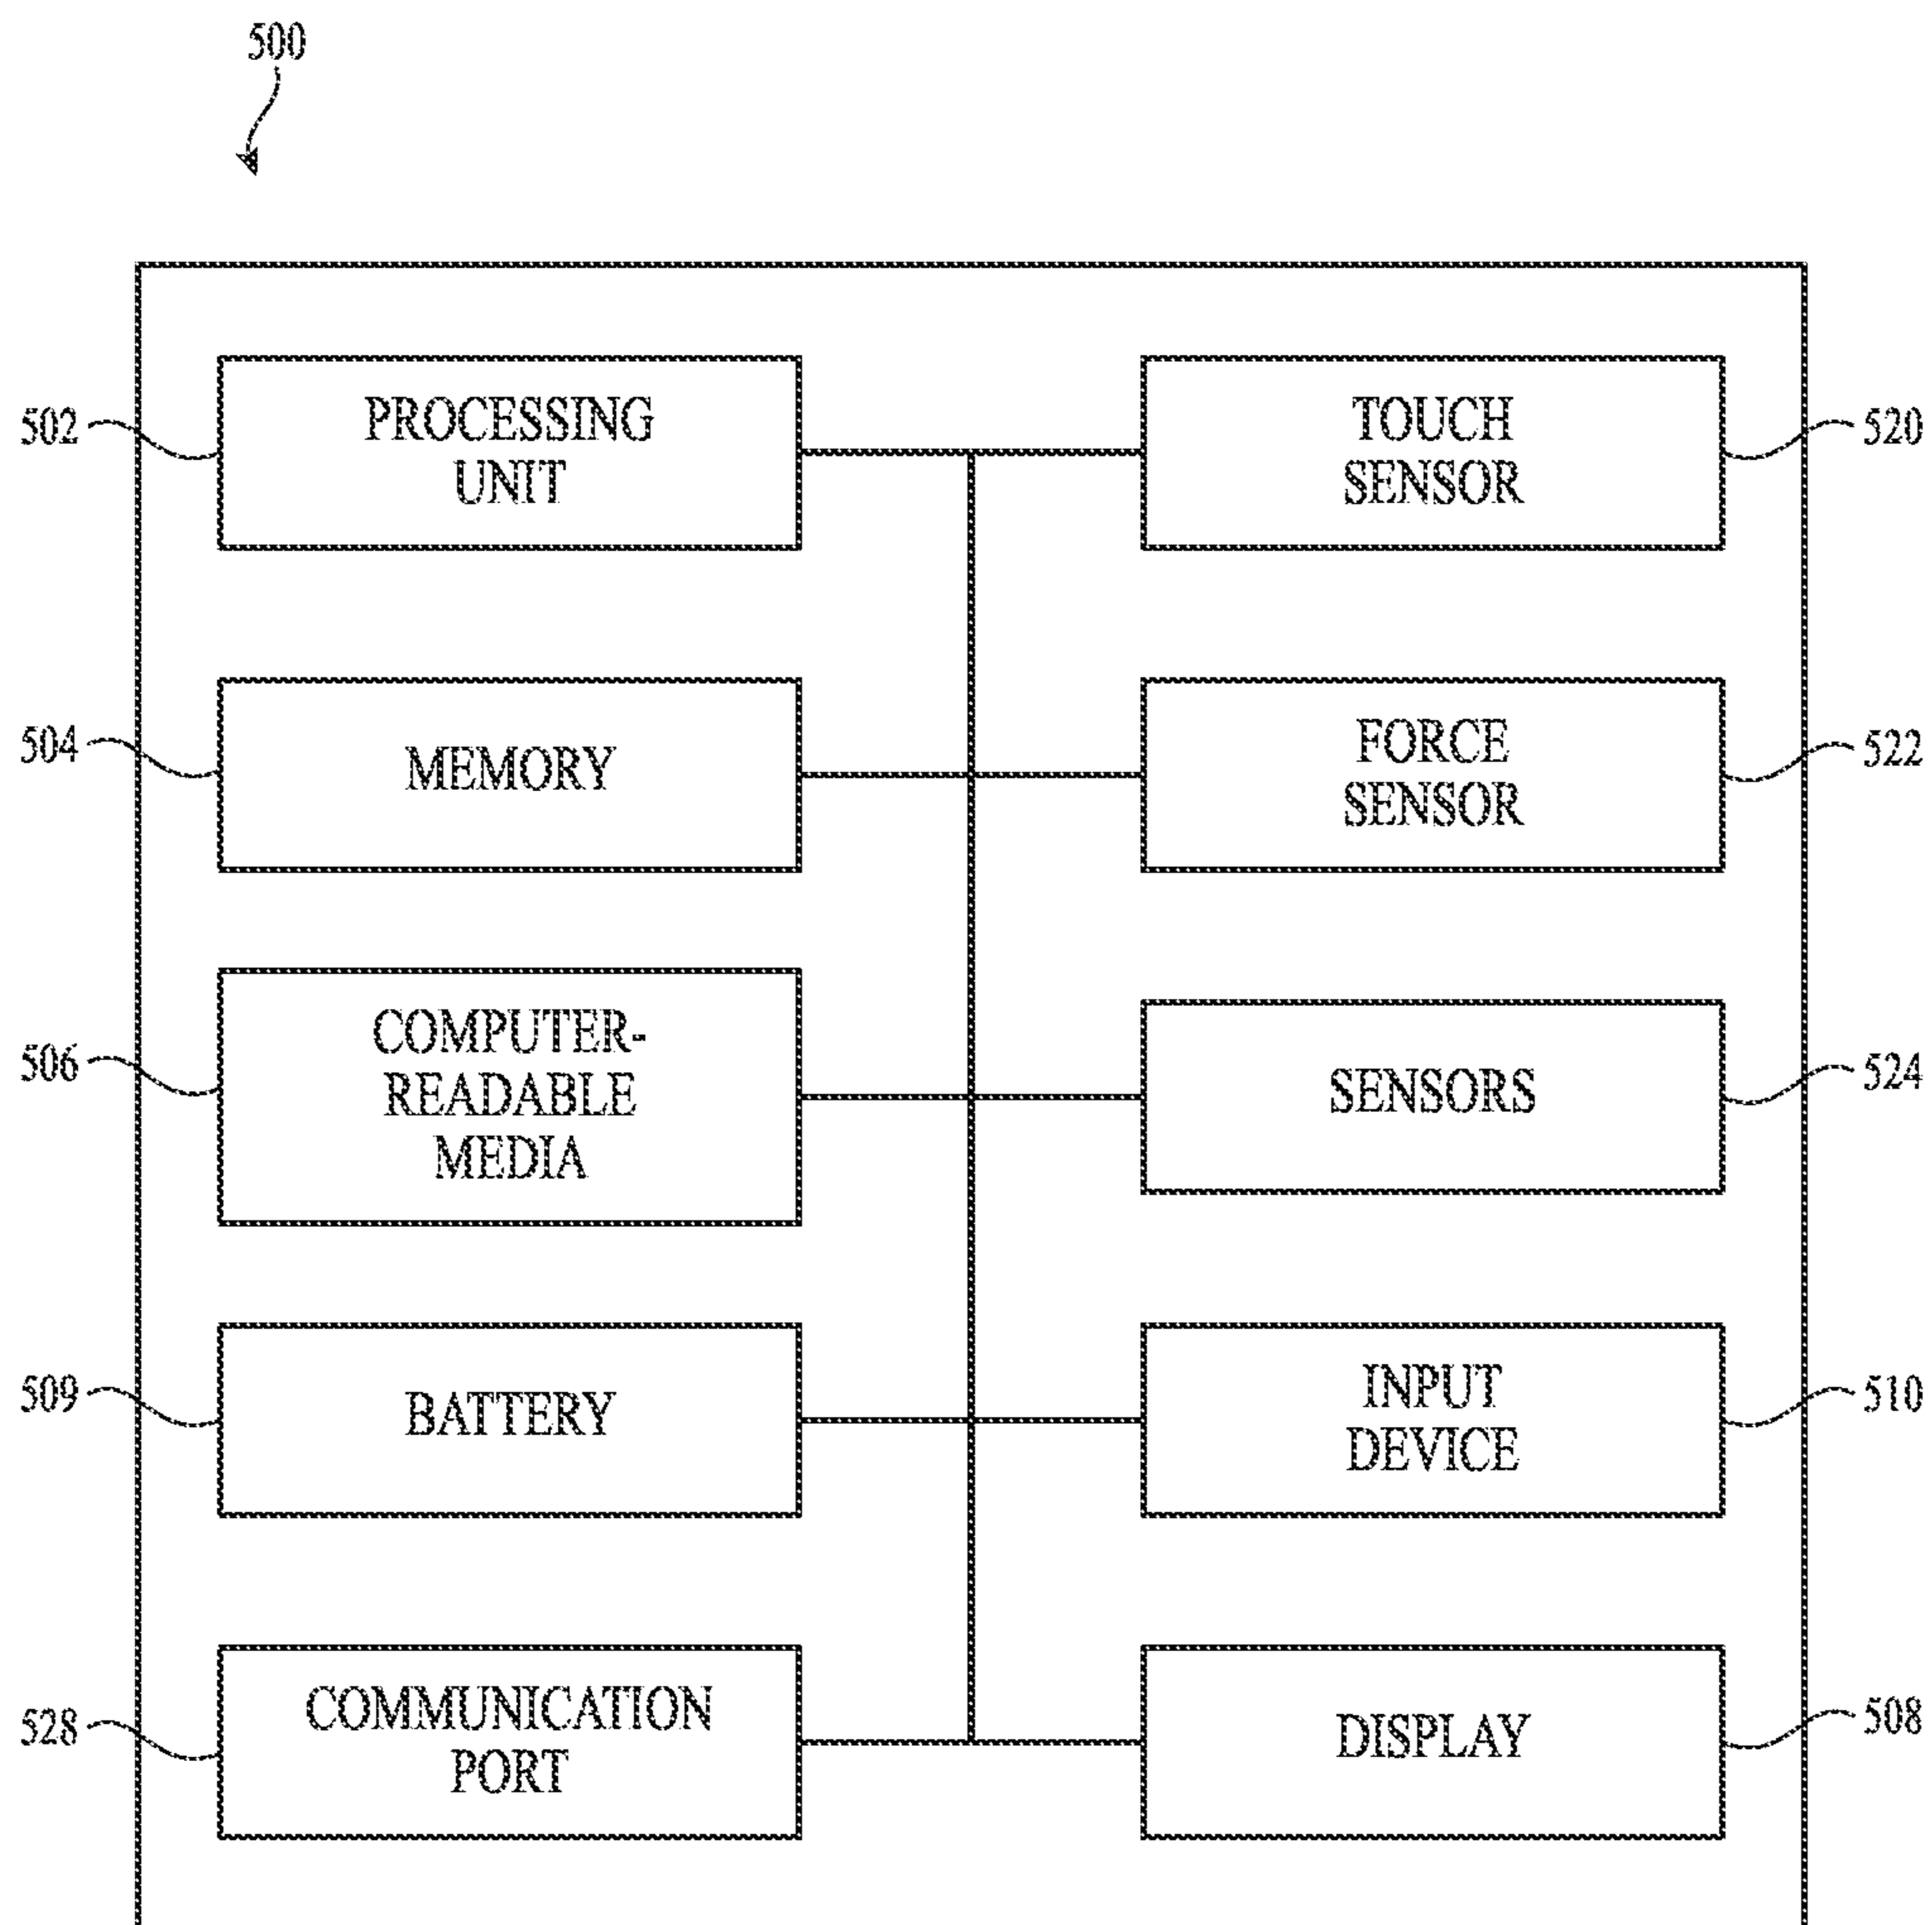 500
502
PROCESSING
UNIT
TOUCH
SENSOR
520
504
MEMORY
FORCE
SENSOR
522
506
COMPUTER-
READABLE
MEDIA
SENSORS
524
509
BATTERY
INPUT
DEVICE
510
528
COMMUNICATION
PORT
DISPLAY
508